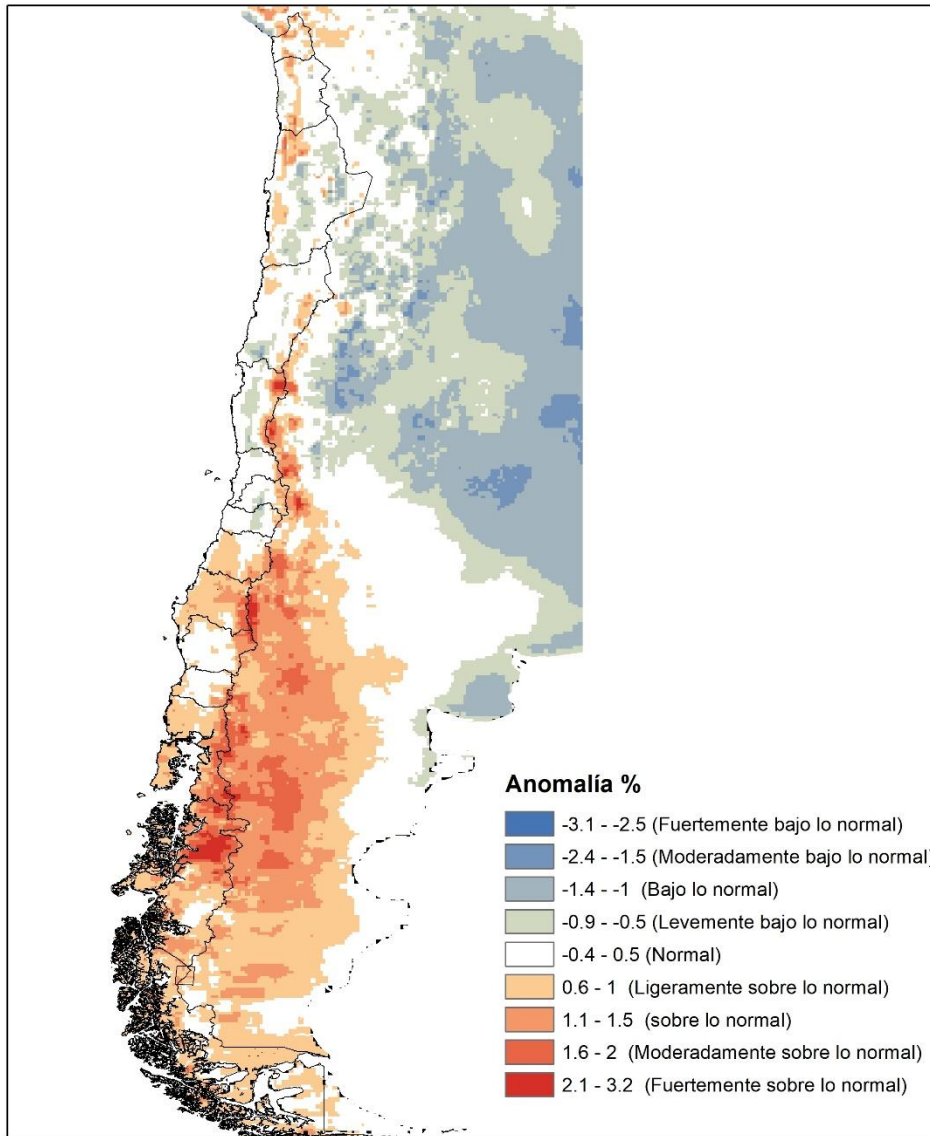 Anomalía %
-3.1 - -2.5 (Fuertemente bajo lo normal)
-2.4 - -1.5 (Moderadamente bajo lo normal)
-1.4 - -1 (Bajo lo normal)
-0.9 - -0.5 (Levemente bajo lo normal)
-0.4 - 0.5 (Normal)
0.6 - 1 (Ligeramente sobre lo normal)
1.1 - 1.5 (sobre lo normal)
1.6 - 2 (Moderadamente sobre lo normal)
2.1 - 3.2 (Fuertemente sobre lo normal)